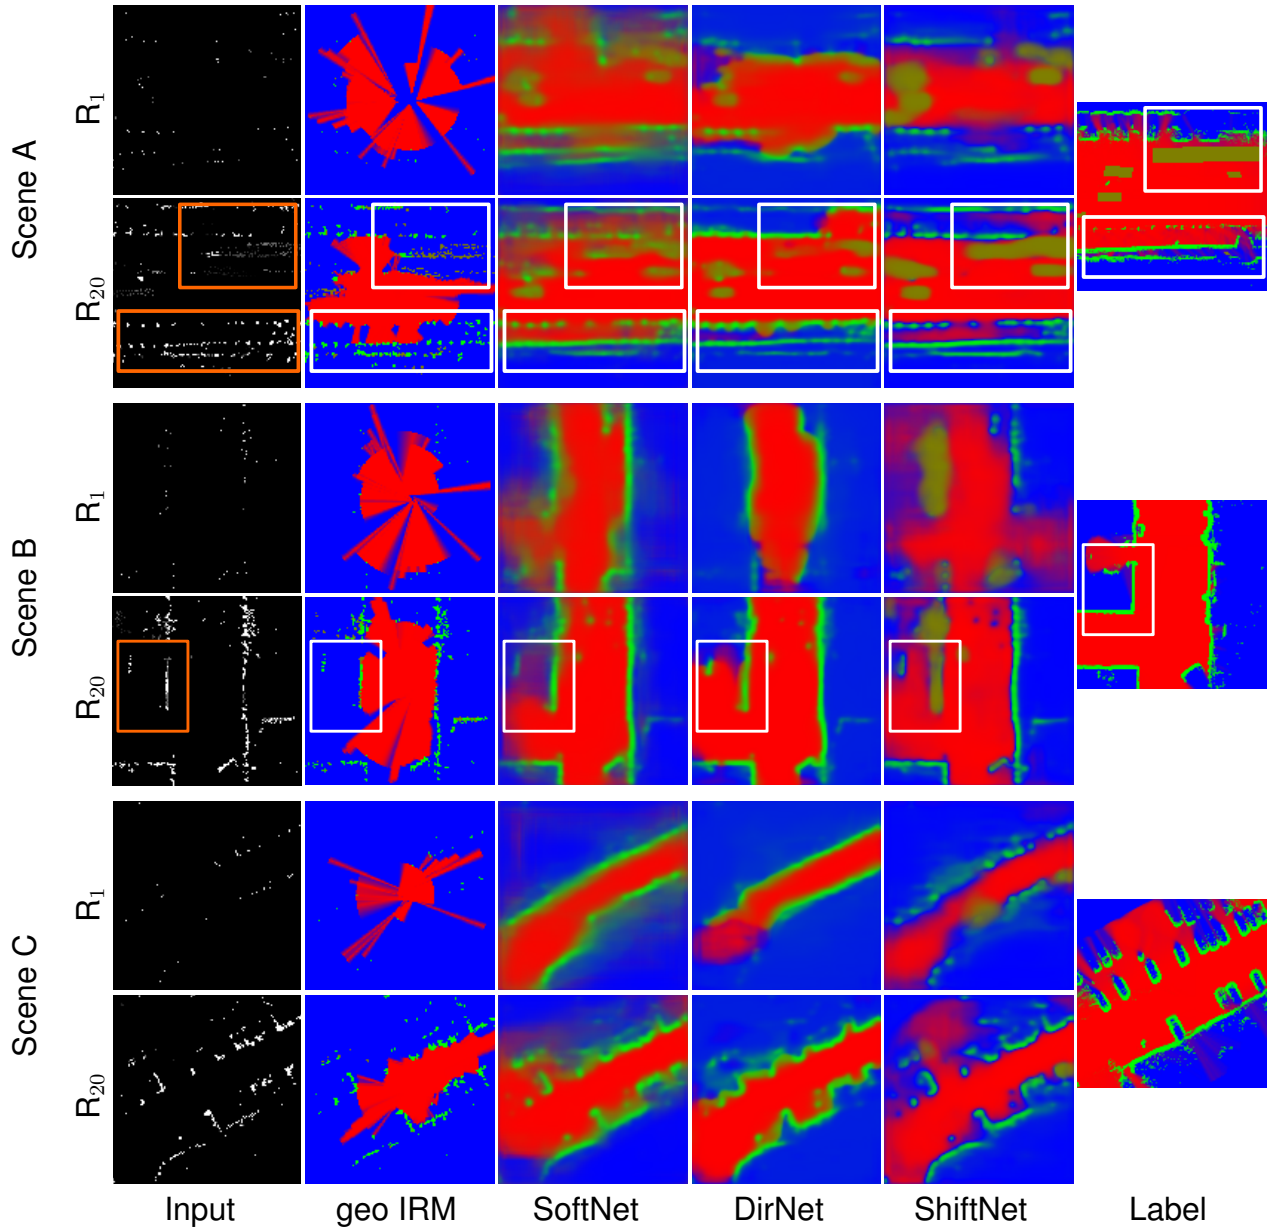 Scene A
R₁
R₂₀
Scene B
R₁
R₂₀
Scene C
R₁
R₂₀
Input
geo IRM
SoftNet
DirNet
ShiftNet
Label